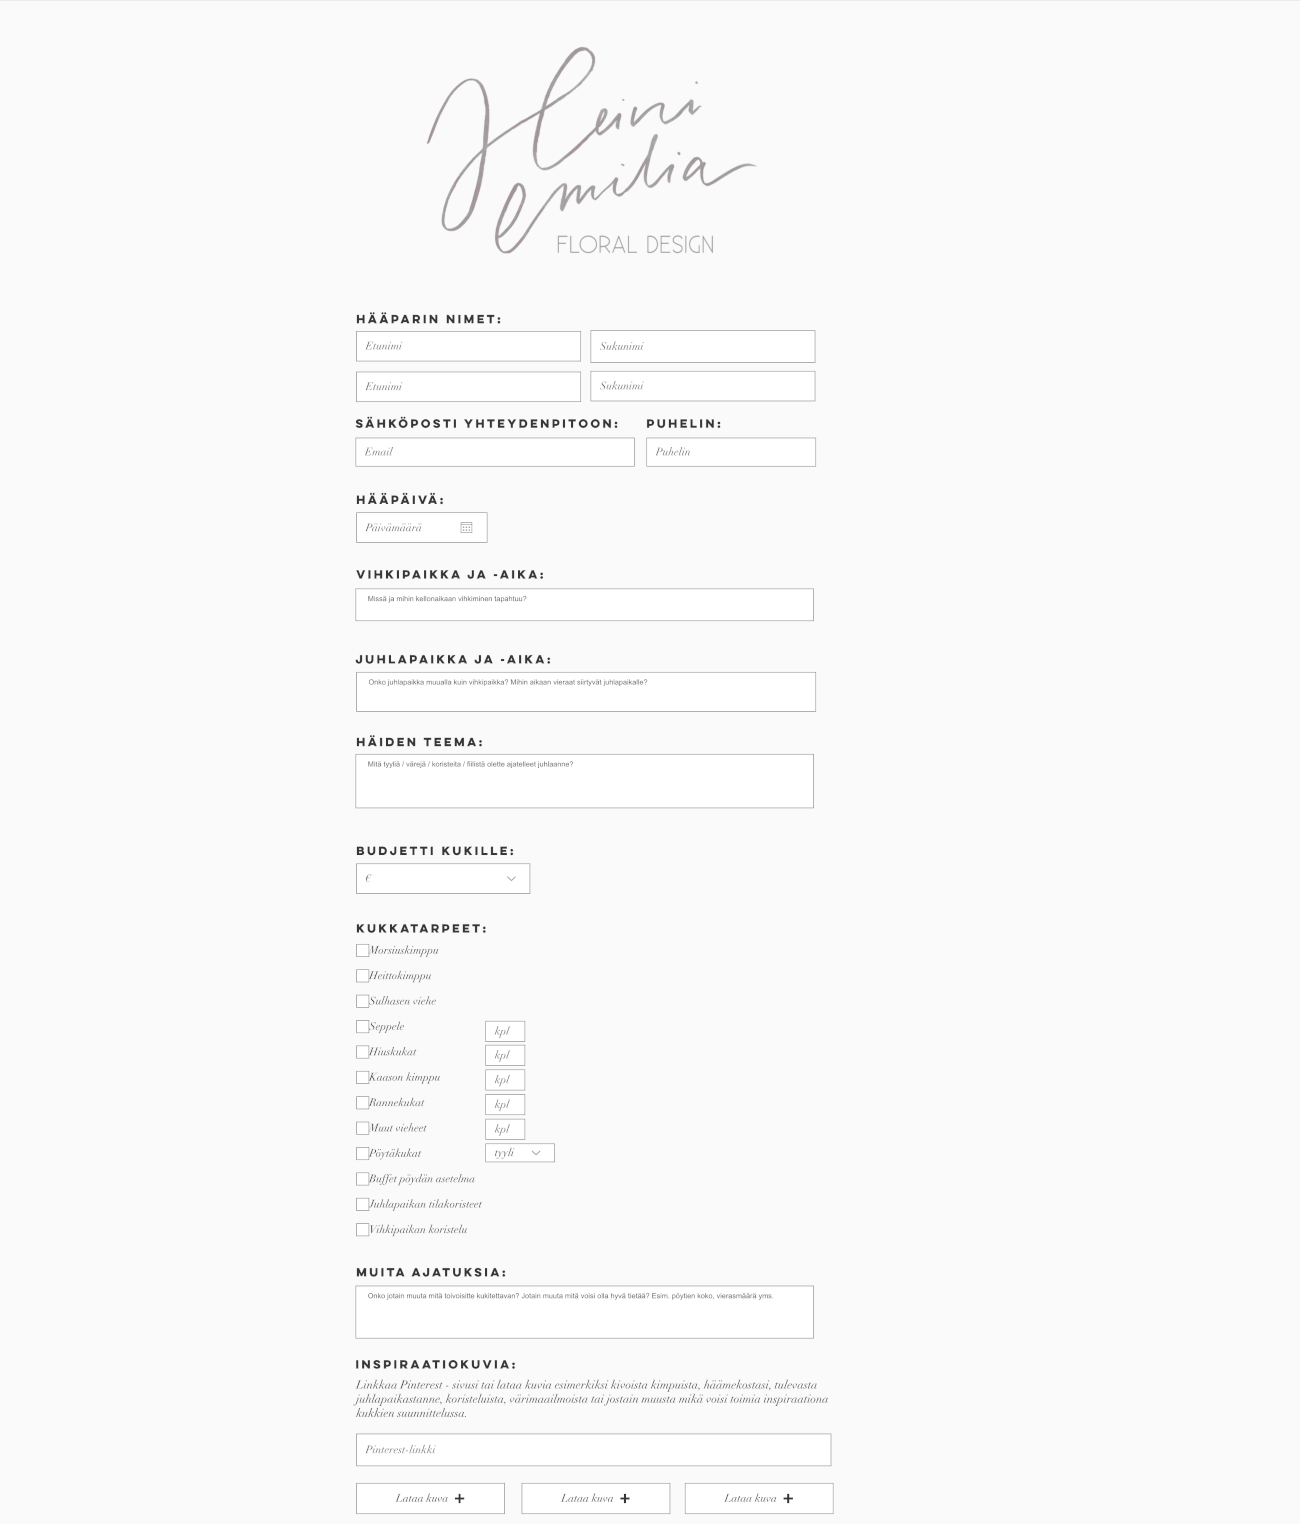 Heini
emilia
FLORAL DESIGN
HÄÄPARIN NIMET:
Etunimi Sukunimi
Etunimi Sukunimi
SÄHKÖPOSTI YHTEYDENPITOON: PUHELIN:
Email Puhelin
HÄÄPÄIVÄ:
Päivämäärä
VIHKIPAIKKA JA -AIKA:
Missä ja mihin kellonaikaan vihkiminen tapahtuu?
JUHLAPAIKKA JA -AIKA:
Onko juhlapaikka muualla kuin vihkipaikka? Mihin aikaan vieraat siirtyvät juhlapaikalle?
HÄIDEN TEEMA:
Mitä tyyliä / värejä / koristeita / fiilistä olette ajatelleet juhlaanne?
BUDJETTI KUKILLE:
€
KUKKATARPEET:
Morsiuskimppu
Heittokimppu
Sulhasen viehe
Seppele kpl
Hiuskukat kpl
Kaason kimppu kpl
Rannekukat kpl
Muut vieheet kpl
Pöytäkukat tyyli
Buffet pöydän asetelma
Juhlapaikan tilakoristeet
Vihkipaikan koristelu
MUITA AJATUKSIA:
Onko jotain muuta mitä toivoisitte kukitettavan? Jotain muuta mitä voisi olla hyvä tietää? Esim. pöytien koko, vierasmäärä yms.
INSPIRAATIOKUVIA:
Linkkaa Pinterest - sivusi tai lataa kuvia esimerkiksi kivoista kimpuista, häämekostasi, tulevasta
juhlapaikastanne, koristeluista, värimaailmoista tai jostain muusta mikä voisi toimia inspiraationa
kukkien suunnittelussa.
Pinterest-linkki
Lataa kuva + Lataa kuva + Lataa kuva +